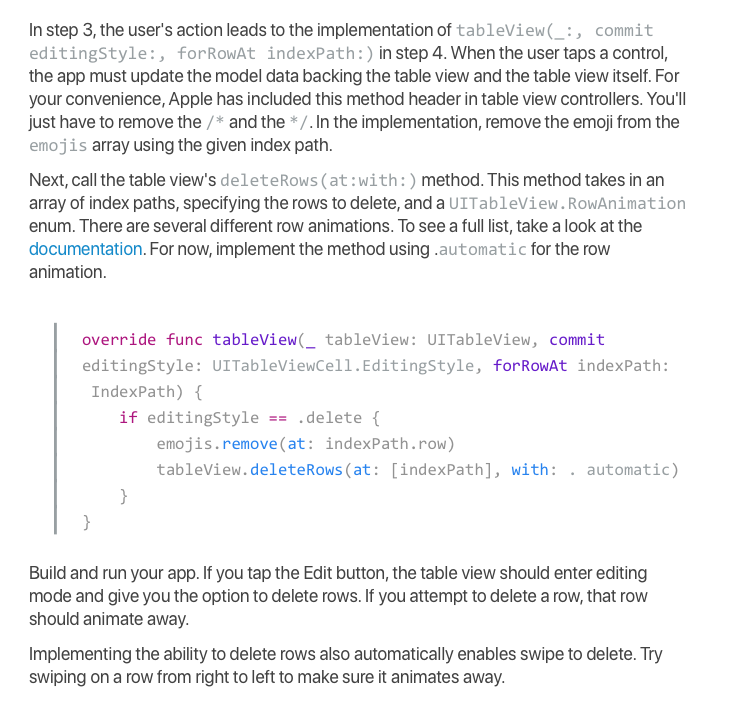 In step 3, the user's action leads to the implementation of tableView(_:, commit
editingStyle:, forRowAt indexPath:) in step 4. When the user taps a control,
the app must update the model data backing the table view and the table view itself. For
your convenience, Apple has included this method header in table view controllers. You'll
just have to remove the /* and the */. In the implementation, remove the emoji from the
emojis array using the given index path.
Next, call the table view's deleteRows(at:with:) method. This method takes in an
array of index paths, specifying the rows to delete, and a UITableView.RowAnimation
enum. There are several different row animations. To see a full list, take a look at the
documentation. For now, implement the method using .automatic for the row
animation.
override func tableView(_ tableView: UITableView, commit
editingStyle: UITableViewCell.EditingStyle, forRowAt indexPath:
IndexPath) {
if editingStyle == .delete {
emojis.remove(at: indexPath.row)
tableView.deleteRows(at: [indexPath], with: . automatic)
}
}
Build and run your app. If you tap the Edit button, the table view should enter editing
mode and give you the option to delete rows. If you attempt to delete a row, that row
should animate away.
Implementing the ability to delete rows also automatically enables swipe to delete. Try
swiping on a row from right to left to make sure it animates away.